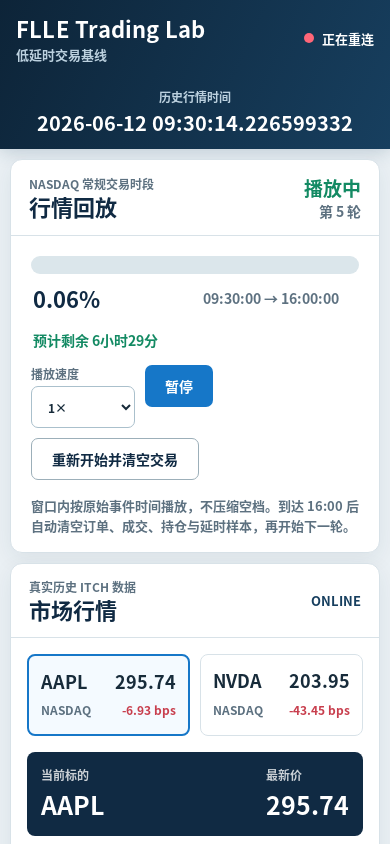 FLLE Trading Lab
低延时交易基线
正在重连
历史行情时间
2026-06-12 09:30:14.226599332
NASDAQ 常规交易时段
行情回放
播放中
第 5 轮
0.06%
09:30:00 → 16:00:00
预计剩余 6小时29分
播放速度
1×
暂停
重新开始并清空交易
窗口内按原始事件时间播放，不压缩空档。到达 16:00 后
自动清空订单、成交、持仓与延时样本，再开始下一轮。
真实历史 ITCH 数据
市场行情
ONLINE
AAPL 295.74
NASDAQ -6.93 bps
NVDA 203.95
NASDAQ -43.45 bps
当前标的
AAPL
最新价
295.74